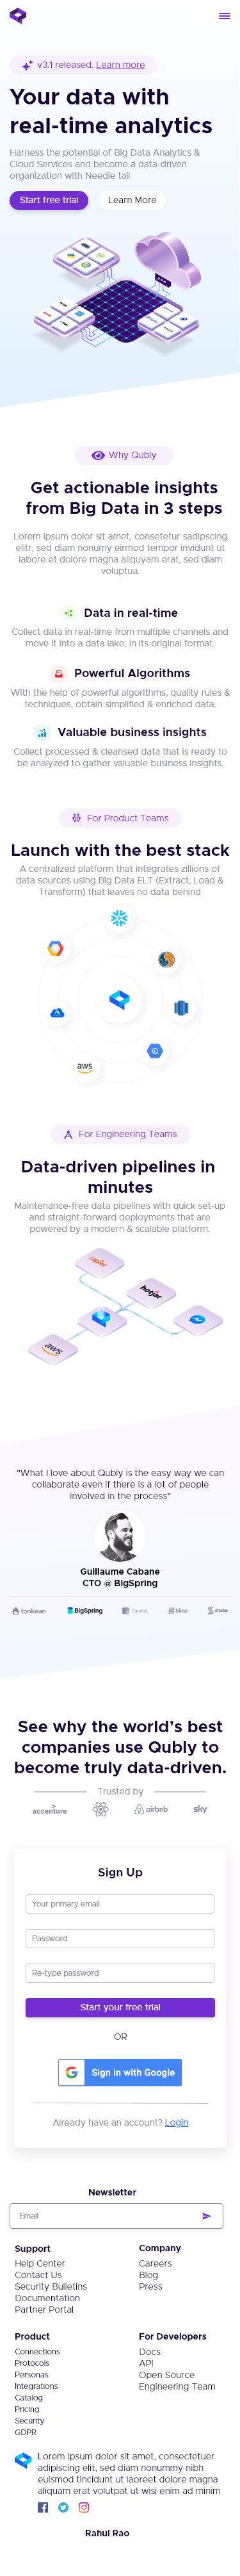 v3.1 released. Learn more
Your data with
real-time analytics
Harness the potential of Big Data Analytics &
Cloud Services and become a data-driven
organization with Needle tail
Start free trial
Learn More
Why Qubly
Get actionable insights
from Big Data in 3 steps
Lorem ipsum dolor sit amet, consetetur sadipscing
elitr, sed diam nonumy eirmod tempor invidunt ut
labore et dolore magna aliquyam erat, sed diam
voluptua.
Data in real-time
Collect data in real-time from multiple channels and
move it into a data lake, in its original format.
Powerful Algorithms
With the help of powerful algorithms, quality rules &
techniques, obtain simplified & enriched data.
Valuable business insights
Collect processed & cleansed data that is ready to
be analyzed to gather valuable business insights.
For Product Teams
Launch with the best stack
A centralized platform that integrates zillions of
data sources using Big Data ELT (Extract, Load &
Transform) that leaves no data behind
aws
For Engineering Teams
Data-driven pipelines in
minutes
Maintenance-free data pipelines with quick set-up
and straight-forward deployments that are
powered by a modern & scalable platform.
zapier
hotjar
aws
"What I love about Qubly is the easy way we can
collaborate even if there is a lot of people
involved in the process"
Guillaume Cabane
CTO @ BigSpring
tonkean
BigSpring
Mine
See why the world's best
companies use Qubly to
become truly data-driven.
Trusted by
accenture
airbnb
sky
Sign Up
Your primary email
Password
Re-type password
Start your free trial
OR
Sign in with Google
Already have an account? Login
Newsletter
Email
Support
Help Center
Contact Us
Security Bulletins
Documentation
Partner Portal
Company
Careers
Blog
Press
Product
Connections
Protocols
Personas
Integrations
Catalog
Pricing
Security
GDPR
For Developers
Docs
API
Open Source
Engineering Team
Lorem ipsum dolor sit amet, consectetuer
adipiscing elit, sed diam nonummy nibh
euismod tincidunt ut laoreet dolore magna
aliquam erat volutpat ut wisi enim ad minim
Rahul Rao